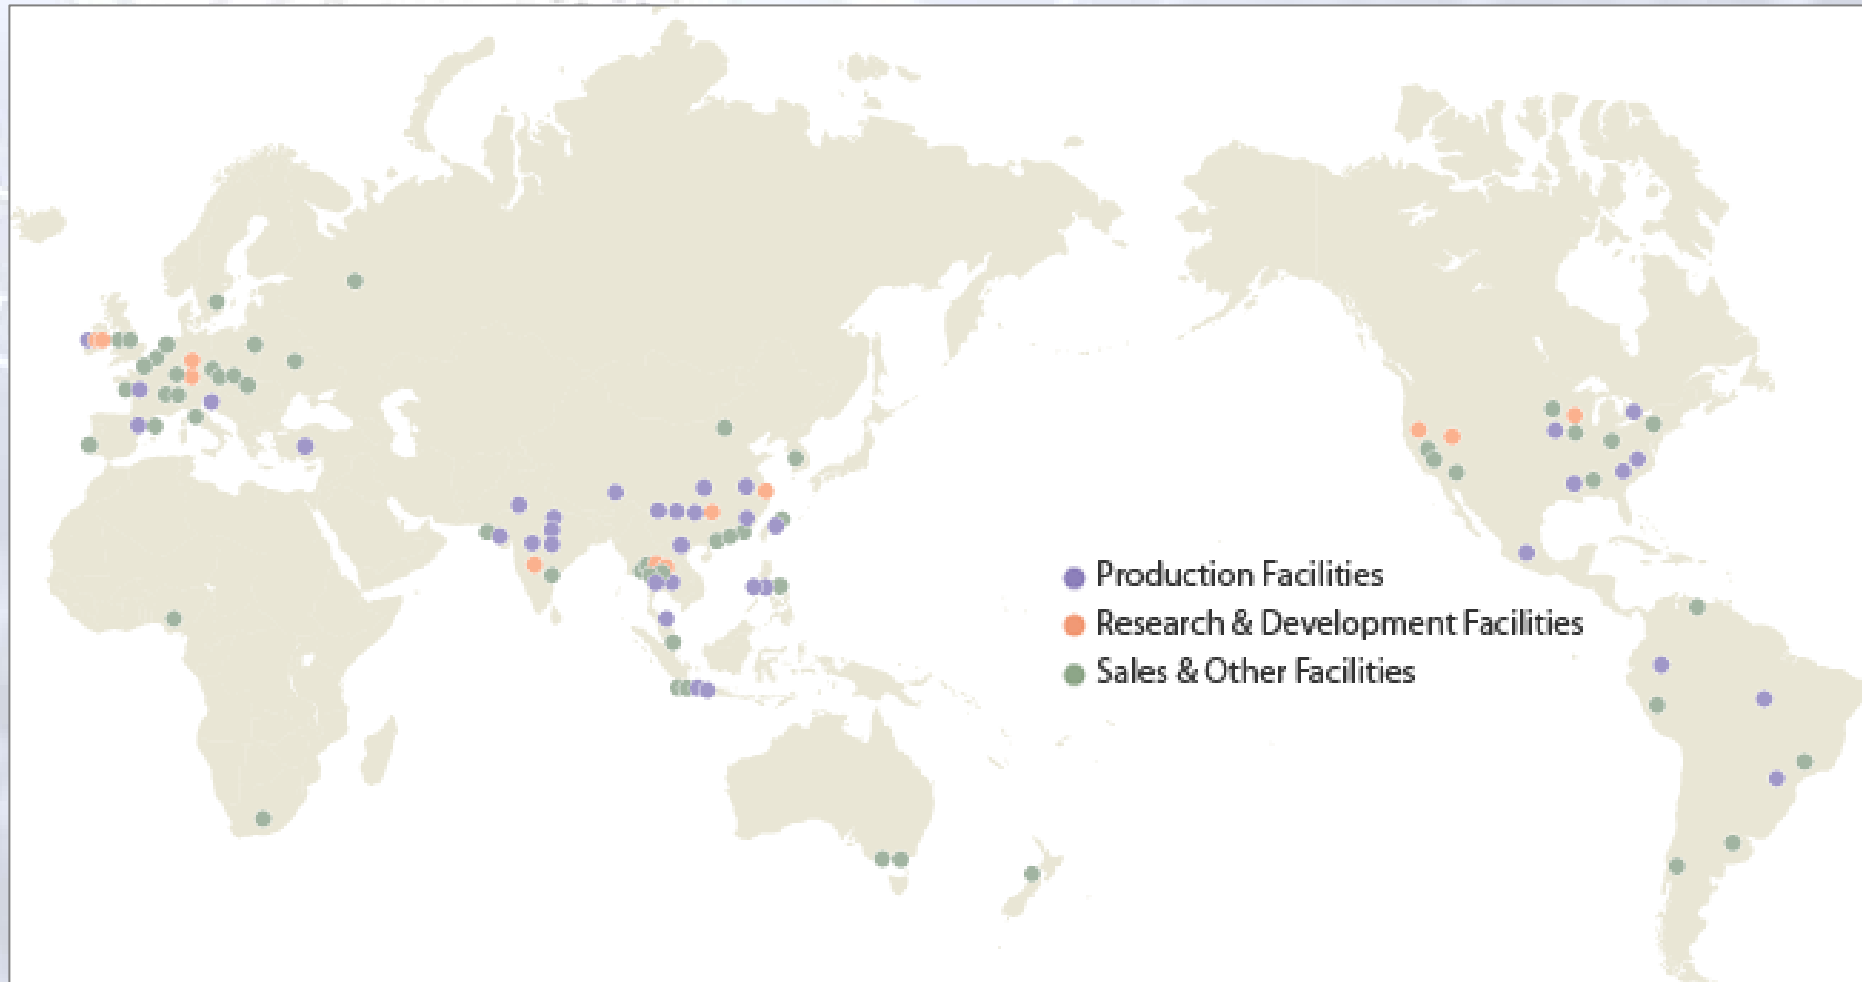 Production Facilities
Research & Development Facilities
Sales & Other Facilities